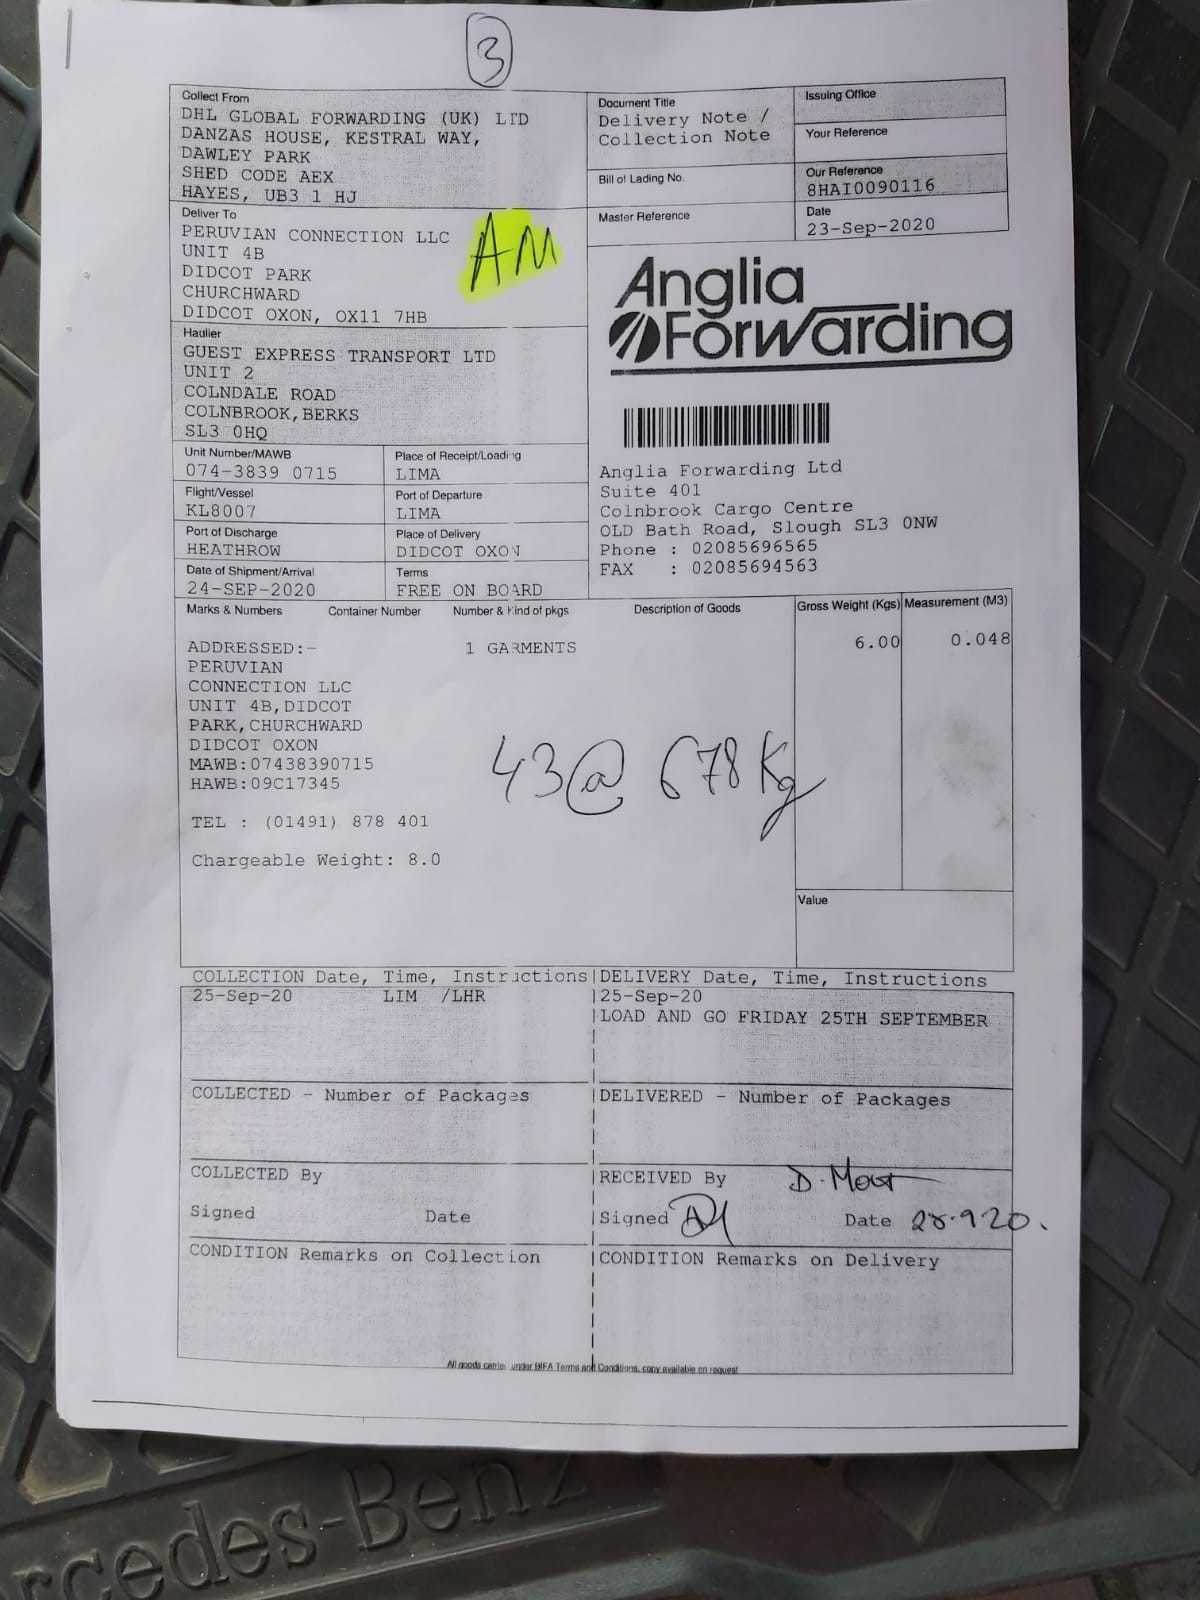 3
Collect From
DHL GLOBAL FORWARDING (UK) LTD
DANZAS HOUSE, KESTRAL WAY,
DAWLEY PARK
SHED CODE AEX
HAYES, UB3 1 HJ
Document Title
Delivery Note /
Collection Note
Issuing Office
Your Reference
Bill of Lading No.
Our Reference
8HAI0090116
Master Reference
Date
23-Sep-2020
Deliver To
PERUVIAN CONNECTION LLC
UNIT 4B
DIDCOT PARK
CHURCHWARD
DIDCOT OXON, OX11 7HB
AM
Haulier
GUEST EXPRESS TRANSPORT LTD
UNIT 2
COLNDALE ROAD
COLNBROOK,BERKS
SL3 0HQ
Anglia
Forwarding
Unit Number/MAWB
074-3839 0715
Place of Receipt/Loading
LIMA
Flight/Vessel
KL8007
Port of Departure
LIMA
Port of Discharge
HEATHROW
Place of Delivery
DIDCOT OXON
Date of Shipment/Arrival
24-SEP-2020
Terms
FREE ON BOARD
Anglia Forwarding Ltd
Suite 401
Colnbrook Cargo Centre
OLD Bath Road, Slough SL3 0NW
Phone : 02085696565
FAX : 02085694563
Marks & Numbers Container Number Number & Kind of pkgs Description of Goods Gross Weight (Kgs) Measurement (M3)
ADDRESSED:- 1 GARMENTS 6.00 0.048
PERUVIAN
CONNECTION LLC
UNIT 4B,DIDCOT
PARK,CHURCHWARD
DIDCOT OXON
MAWB:07438390715
HAWB:09C17345
43@ 678Kg
TEL : (01491) 878 401
Chargeable Weight: 8.0
Value
COLLECTION Date, Time, Instructions|DELIVERY Date, Time, Instructions
25-Sep-20 LIM /LHR |25-Sep-20
LOAD AND GO FRIDAY 25TH SEPTEMBER
COLLECTED - Number of Packages |DELIVERED - Number of Packages
COLLECTED By |RECEIVED By D. Mout
Signed Date |Signed Date 28.9.20.
CONDITION Remarks on Collection |CONDITION Remarks on Delivery
All goods carried under BIFA Terms and Conditions, copy available on request
rcedes-Benz